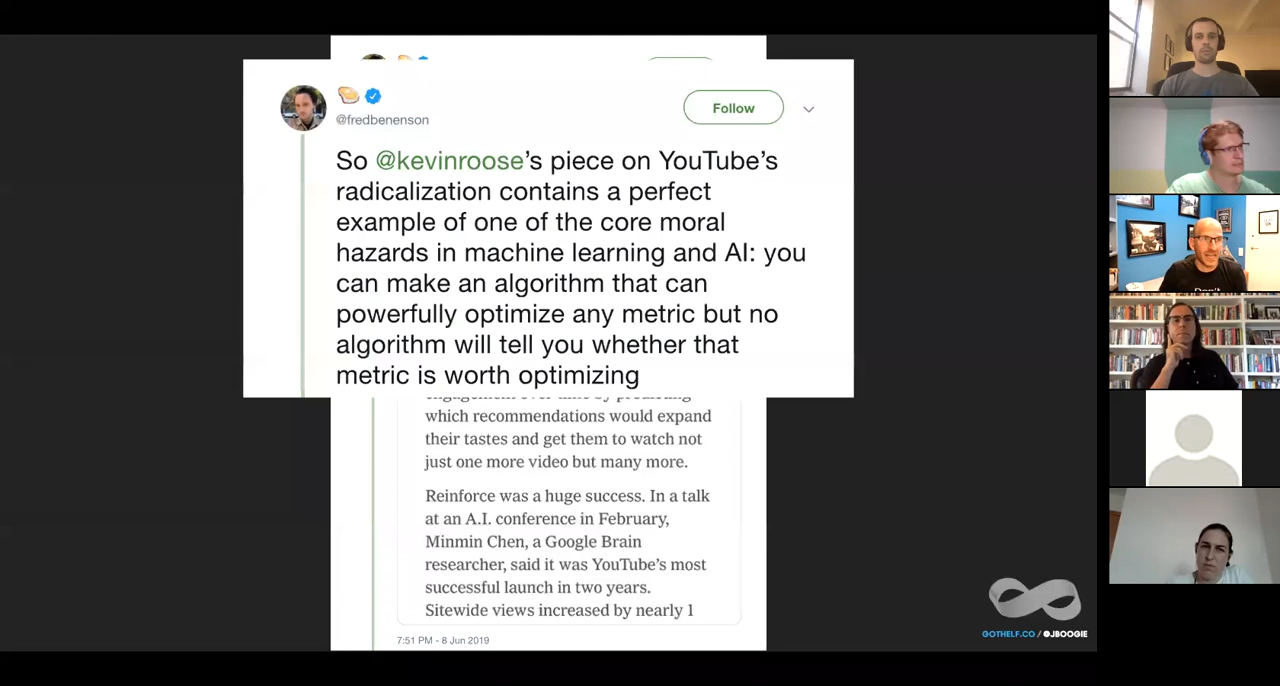 @fredbenenson
Follow
So @kevinroose's piece on YouTube's
radicalization contains a perfect
example of one of the core moral
hazards in machine learning and AI: you
can make an algorithm that can
powerfully optimize any metric but no
algorithm will tell you whether that
metric is worth optimizing
which recommendations would expand
their tastes and get them to watch not
just one more video but many more.
Reinforce was a huge success. In a talk
at an A.I. conference in February,
Minmin Chen, a Google Brain
researcher, said it was YouTube's most
successful launch in two years.
Sitewide views increased by nearly 1
7:51 PM - 8 Jun 2019
GOTHELF.CO / @JBOOGIE
Don't